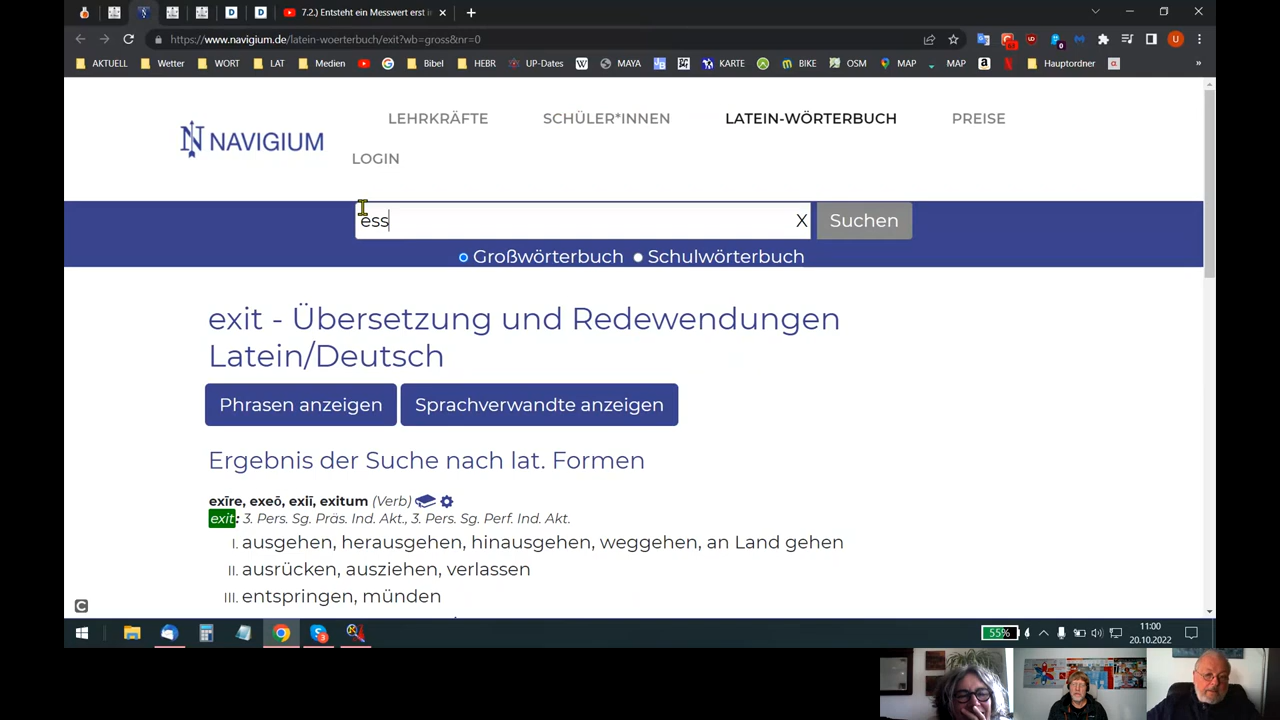 7.2.) Entsteht ein Messwert erst i
https://www.navigium.de/latein-woerterbuch/exit?wb=gross&nr=0
AKTUELL Wetter WORT LAT Medien Bibel HEBR UP-Dates MAYA KARTE BIKE OSM MAP MAP Hauptordner
LEHRKRÄFTE SCHÜLER*INNEN LATEIN-WÖRTERBUCH PREISE
NAVIGIUM
LOGIN
ess X Suchen
Großwörterbuch Schulwörterbuch
exit - Übersetzung und Redewendungen
Latein/Deutsch
Phrasen anzeigen Sprachverwandte anzeigen
Ergebnis der Suche nach lat. Formen
exīre, exeō, exiī, exitum (Verb)
exit: 3. Pers. Sg. Präs. Ind. Akt., 3. Pers. Sg. Perf. Ind. Akt.
I. ausgehen, herausgehen, hinausgehen, weggehen, an Land gehen
II. ausrücken, ausziehen, verlassen
III. entspringen, münden
55% 11:00
20.10.2022